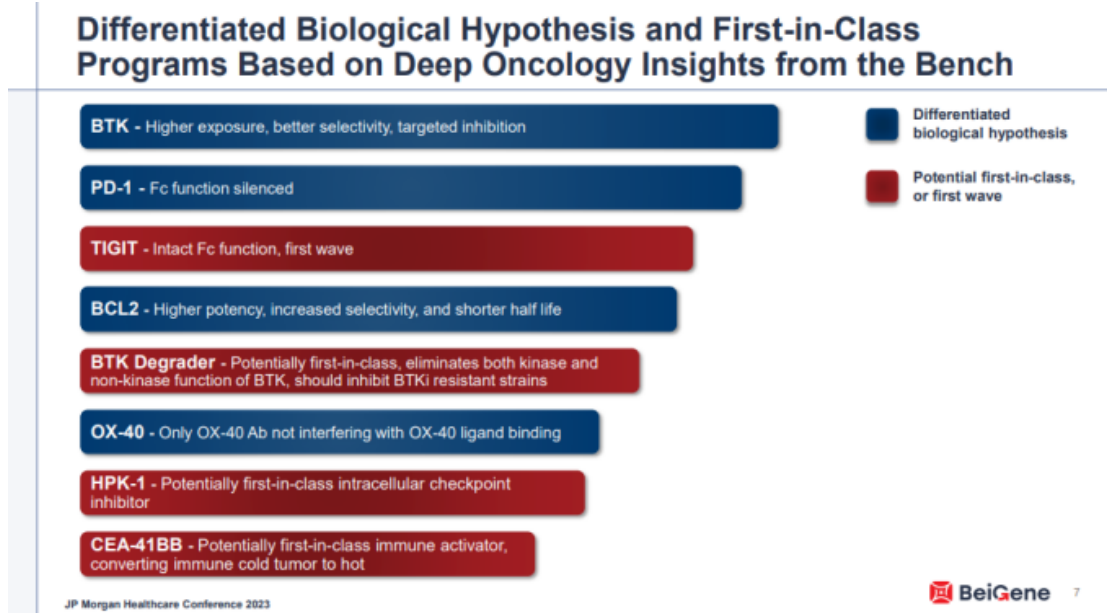 Differentiated Biological Hypothesis and First-in-Class
Programs Based on Deep Oncology Insights from the Bench
BTK - Higher exposure, better selectivity, targeted inhibition
Differentiated
biological hypothesis
PD-1 - Fc function silenced
Potential first-in-class,
or first wave
TIGIT - Intact Fc function, first wave
BCL2 - Higher potency, increased selectivity, and shorter half life
BTK Degrader - Potentially first-in-class, eliminates both kinase and
non-kinase function of BTK, should inhibit BTKi resistant strains
OX-40 - Only OX-40 Ab not interfering with OX-40 ligand binding
HPK-1 - Potentially first-in-class intracellular checkpoint
inhibitor
CEA-41BB - Potentially first-in-class immune activator,
converting immune cold tumor to hot
JP Morgan Healthcare Conference 2023
BeiGene
7